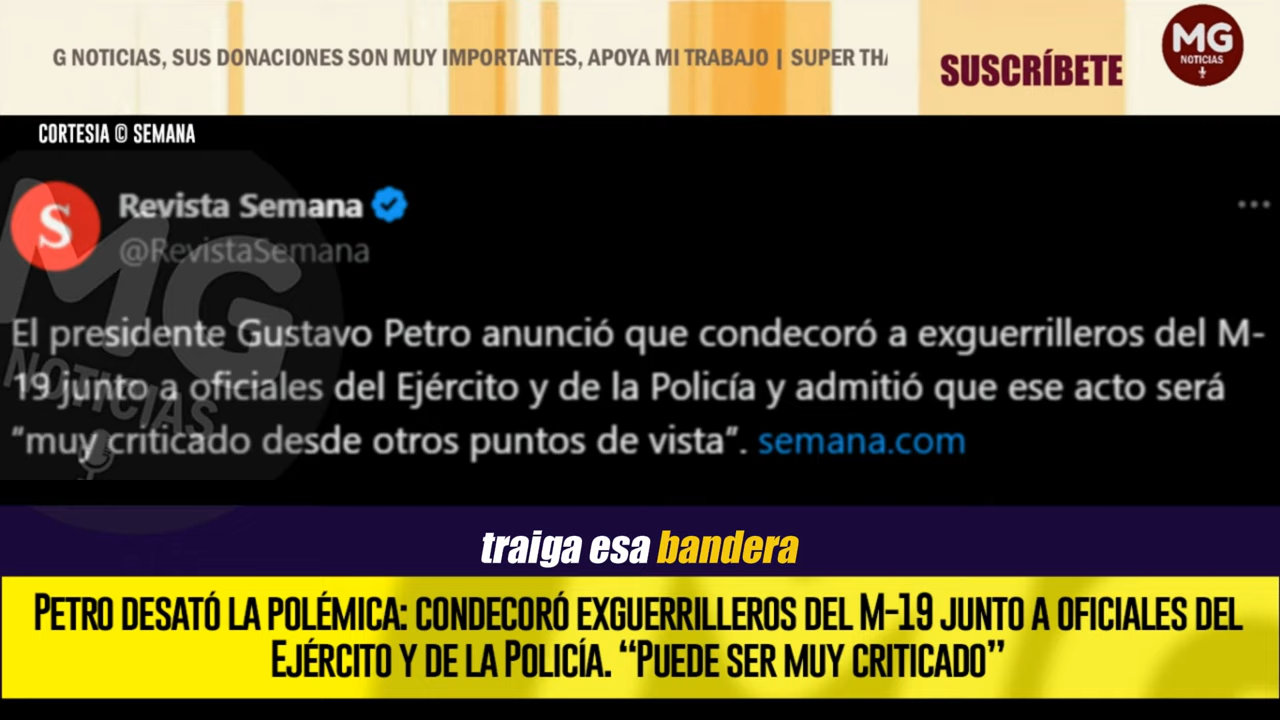 G NOTICIAS, SUS DONACIONES SON MUY IMPORTANTES, APOYA MI TRABAJO | SUPER
SUSCRÍBETE
MG
NOTICIAS
CORTESIA © SEMANA
S
Revista Semana
@RevistaSemana
El presidente Gustavo Petro anunció que condecoró a exguerrilleros del M-
19 junto a oficiales del Ejército y de la Policía y admitió que ese acto será
“muy criticado desde otros puntos de vista”. semana.com
MG
NOTICIAS
traiga esa bandera
PETRO DESATÓ LA POLÉMICA: CONDECORÓ EXGUERRILLEROS DEL M-19 JUNTO A OFICIALES DEL
EJÉRCITO Y DE LA POLICÍA. “PUEDE SER MUY CRITICADO”